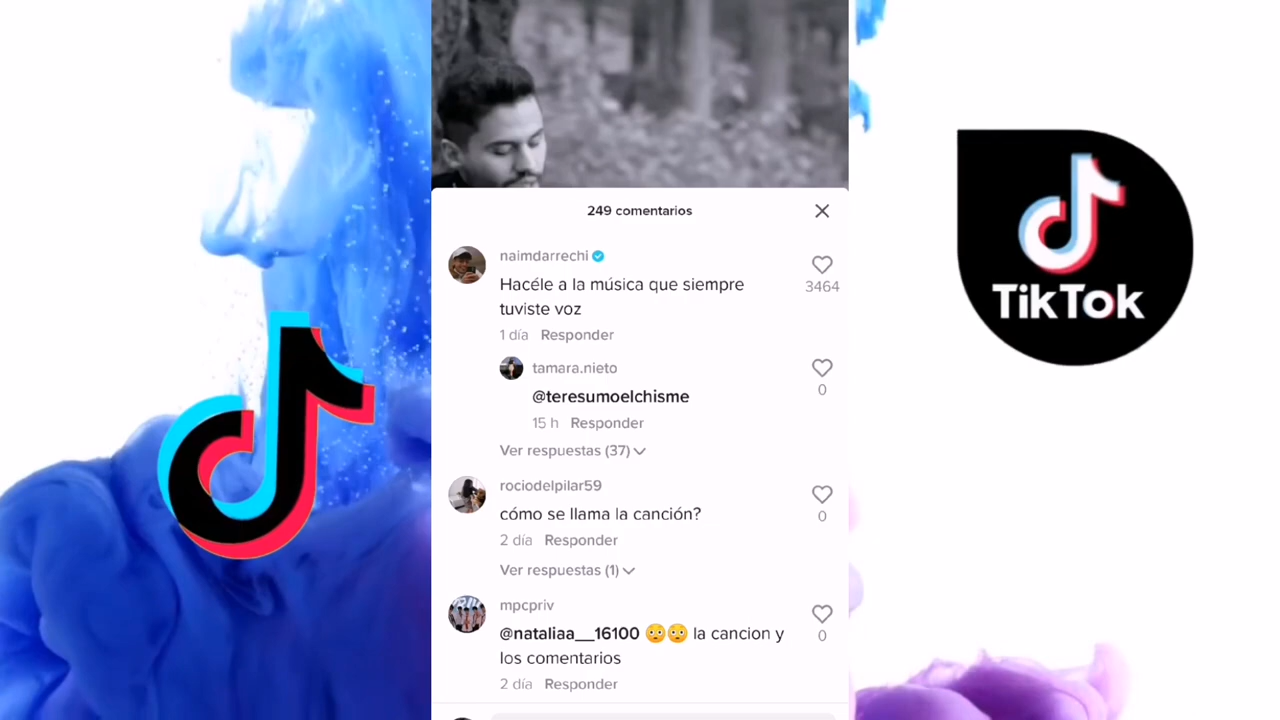 249 comentarios
naimdarrechi
Hacéle a la música que siempre
tuviste voz
3464
1 día Responder
tamara.nieto
@teresumoelchisme
0
15 h Responder
Ver respuestas (37)
rociodelpilar59
cómo se llama la canción?
0
2 día Responder
Ver respuestas (1)
mpcpriv
@nataliaa__16100 😳😳 la cancion y
los comentarios
0
2 día Responder
TikTok